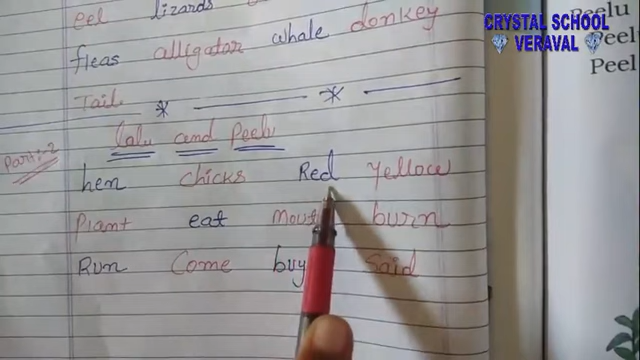 eel lizards
fleas alligator whale donkey
Tail
Lalu and Peelu
Part:-2
hen chicks Red Yellow
Plant eat burn
Run Come buy Said
CRYSTAL SCHOOL
VERAVAL
Peelu
Peelu
Peel